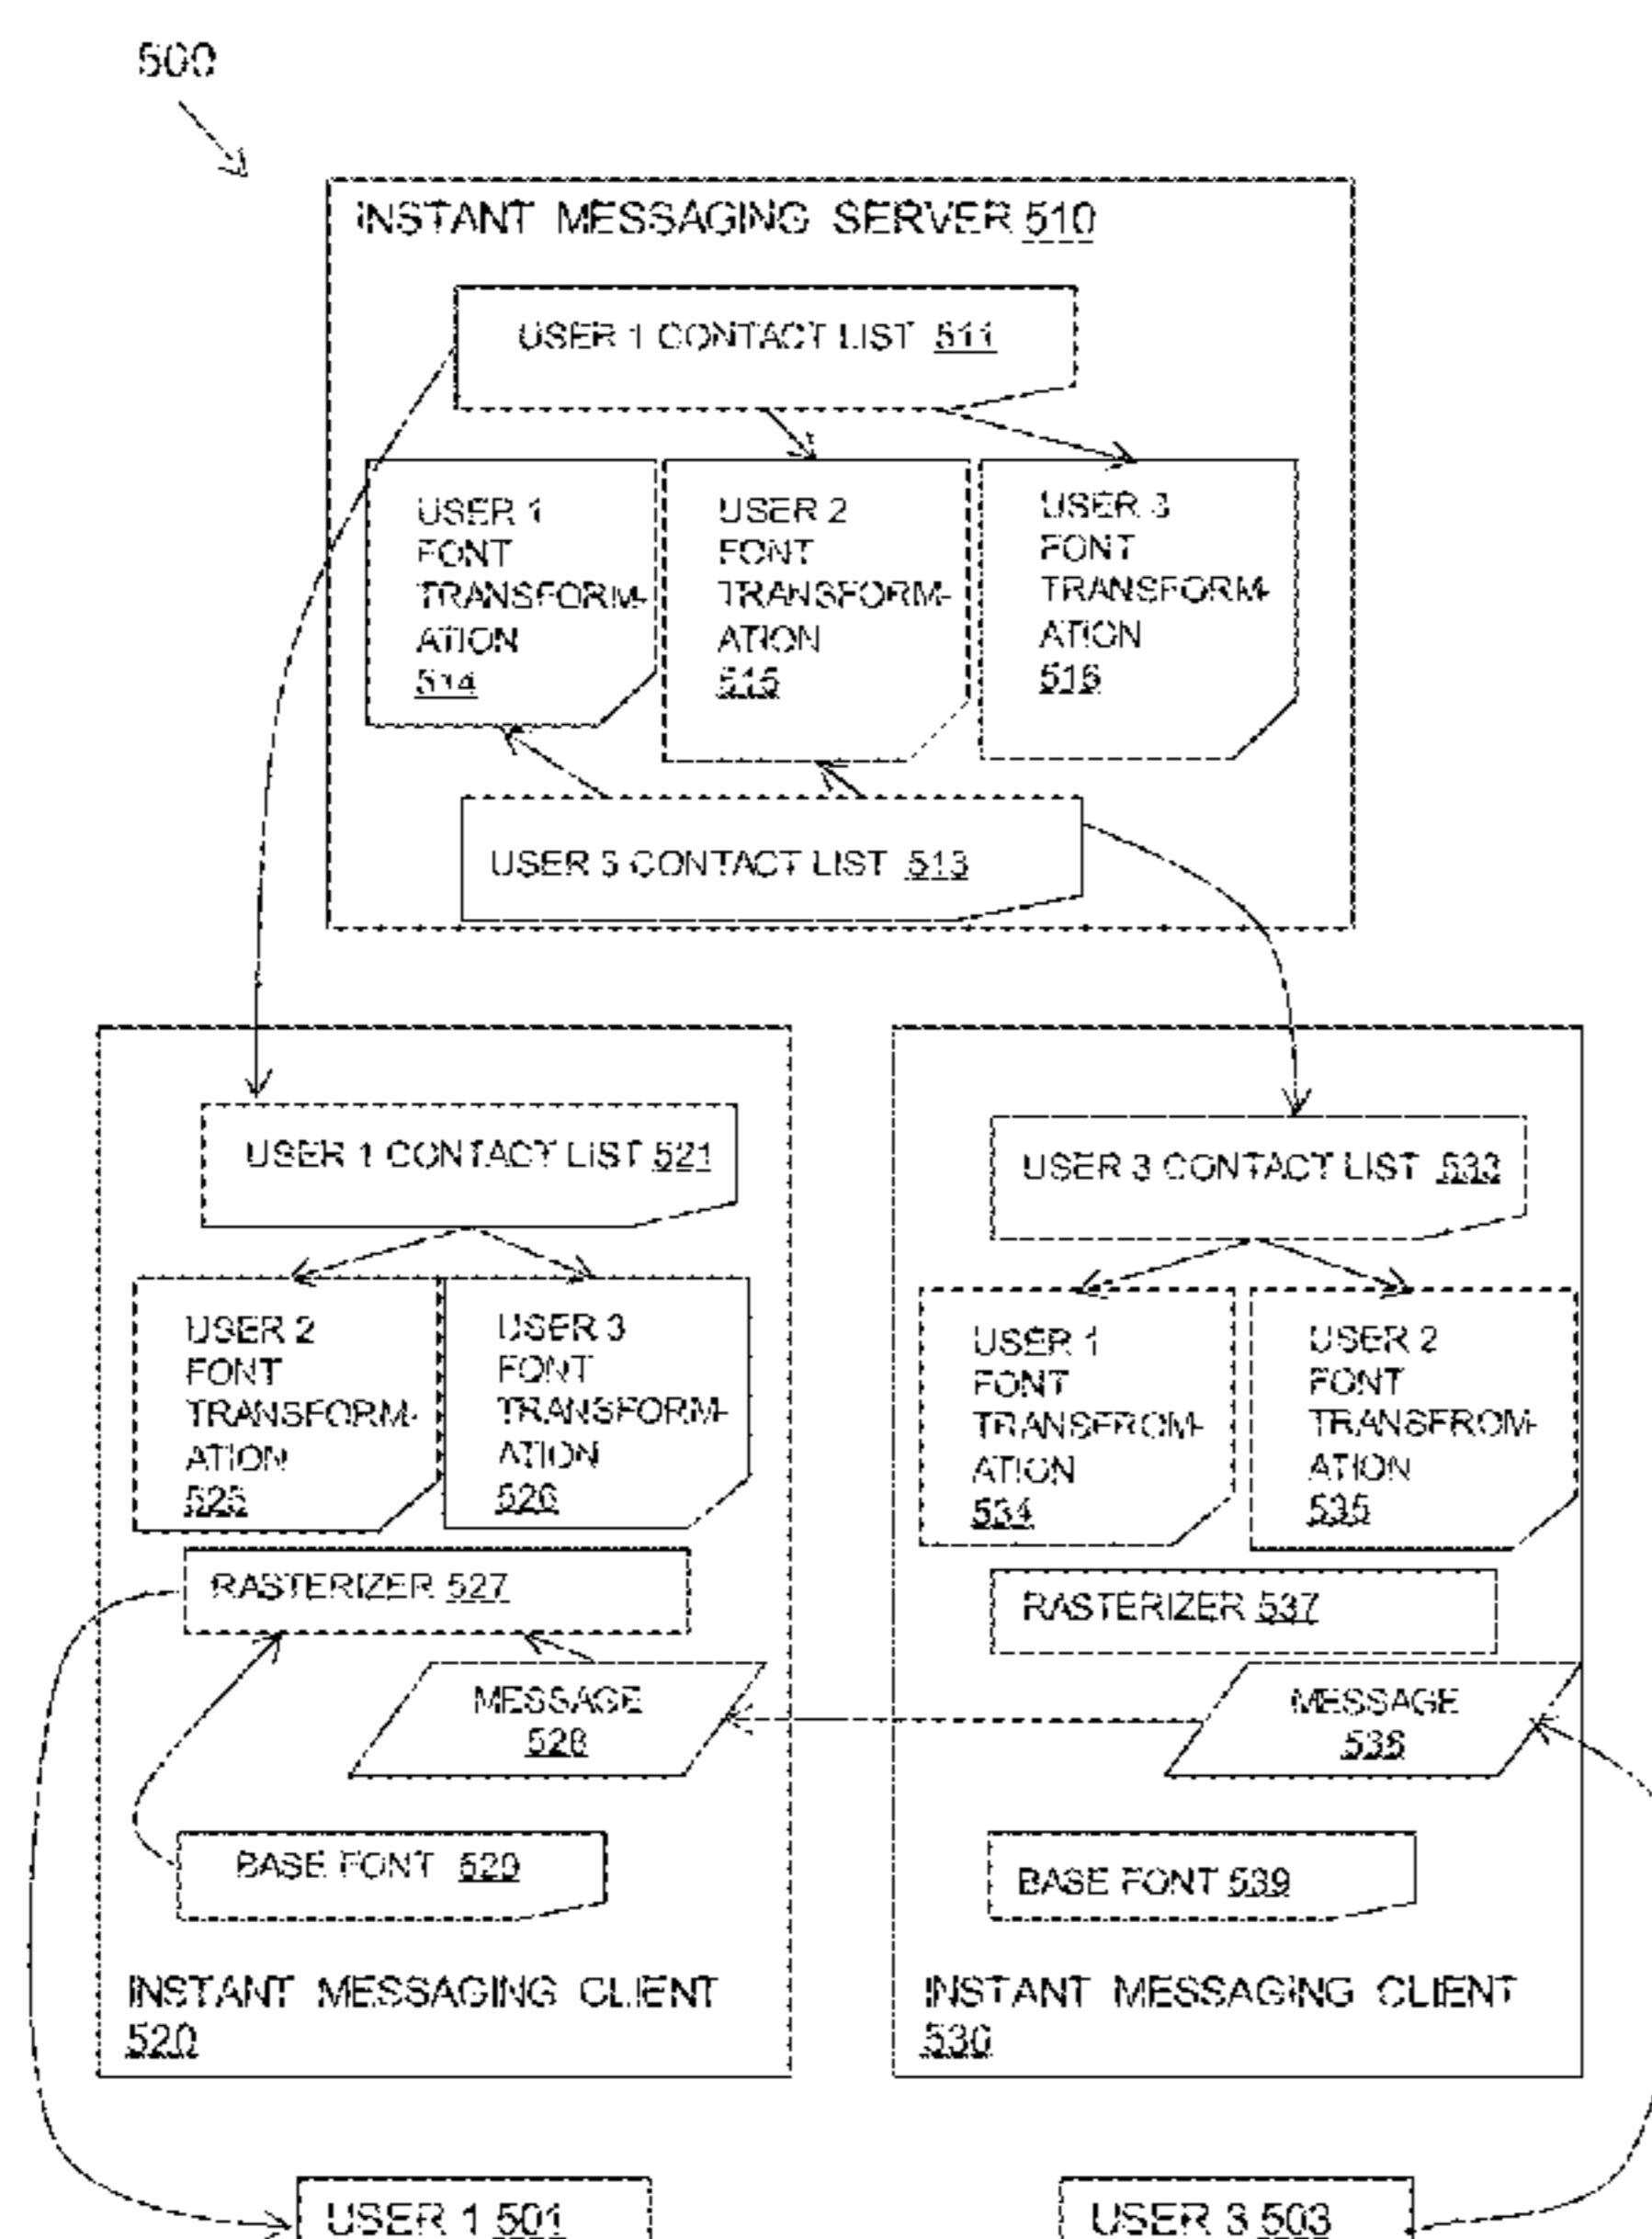 500
INSTANT MESSAGING SERVER 510
USER 1 CONTACT LIST 511
USER 1
FONT
TRANSFORM-
ATION
514
USER 2
FONT
TRANSFORM-
ATION
515
USER 3
FONT
TRANSFORM-
ATION
516
USER 3 CONTACT LIST 513
USER 1 CONTACT LIST 521
USER 2
FONT
TRANSFORM-
ATION
525
USER 3
FONT
TRANSFORM-
ATION
526
RASTERIZER 527
MESSAGE
528
BASE FONT 529
INSTANT MESSAGING CLIENT
520
USER 3 CONTACT LIST 533
USER 1
FONT
TRANSFROM-
ATION
534
USER 2
FONT
TRANSFROM-
ATION
535
RASTERIZER 537
MESSAGE
538
BASE FONT 539
INSTANT MESSAGING CLIENT
530
USER 1 501
USER 3 503